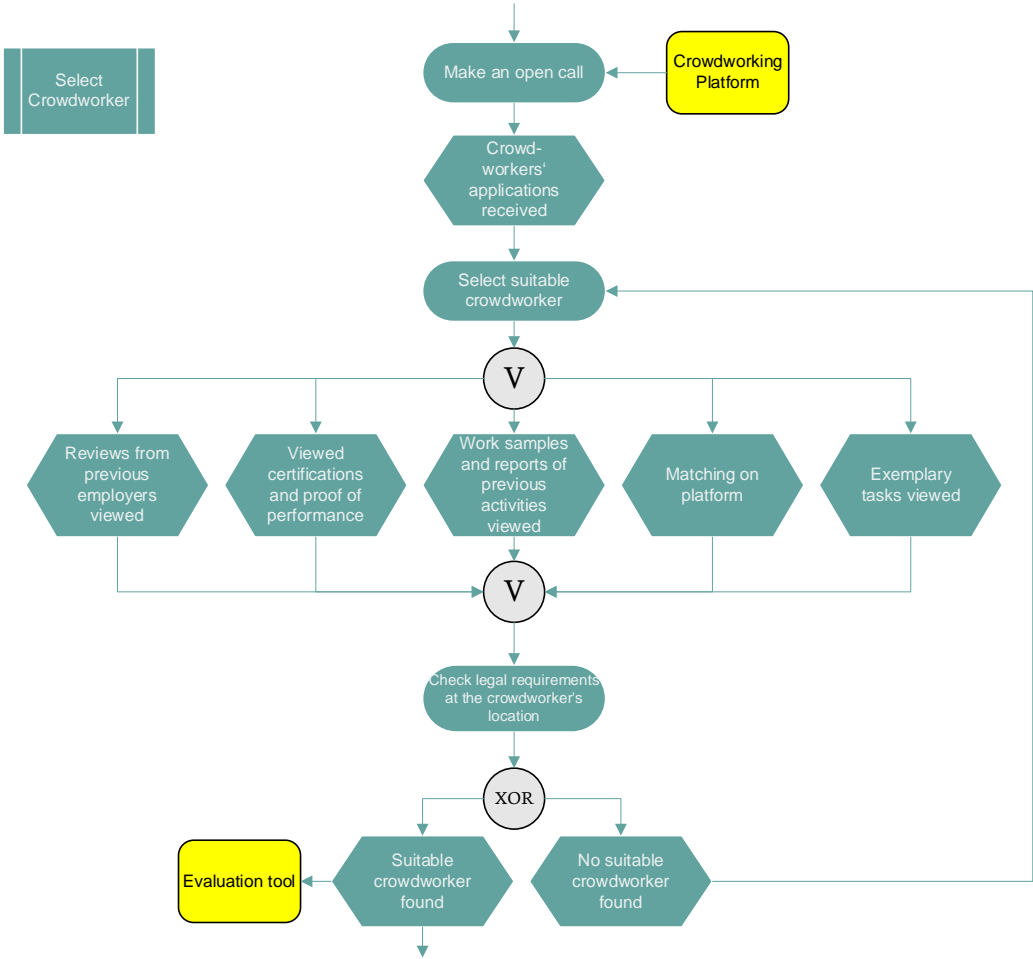 Make an open call
Crowdworking
Platform
Select
Crowdworker
Crowd-
workers‘
applications
received
Select suitable
crowdworker
V
Reviews from
previous
employers
viewed
Viewed
certifications
and proof of
performance
Work samples
and reports of
previous
activities
viewed
Matching on
platform
Exemplary
tasks viewed
V
Check legal requirements
at the crowdworker's
location
XOR
Evaluation tool
Suitable
crowdworker
found
No suitable
crowdworker
found